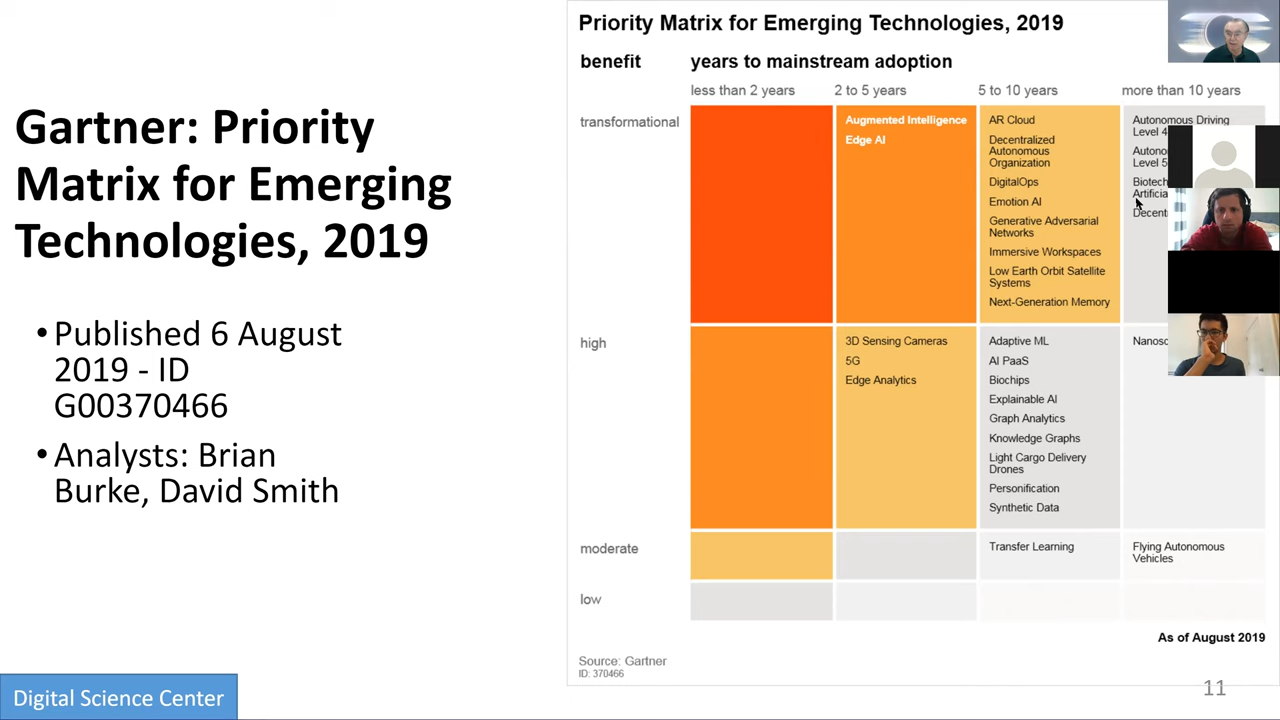 Gartner: Priority
Matrix for Emerging
Technologies, 2019
• Published 6 August
2019 - ID
G00370466
• Analysts: Brian
Burke, David Smith
Digital Science Center
Priority Matrix for Emerging Technologies, 2019
benefit
years to mainstream adoption
less than 2 years
2 to 5 years
5 to 10 years
more than 10 years
transformational
Augmented Intelligence
Edge AI
AR Cloud
Decentralized
Autonomous
Organization
DigitalOps
Emotion AI
Generative Adversarial
Networks
Immersive Workspaces
Low Earth Orbit Satellite
Systems
Next-Generation Memory
Autonomous Driving
Level 4
Level 5
high
3D Sensing Cameras
5G
Edge Analytics
Adaptive ML
AI PaaS
Biochips
Explainable AI
Graph Analytics
Knowledge Graphs
Light Cargo Delivery
Drones
Personification
Synthetic Data
moderate
Transfer Learning
Flying Autonomous
Vehicles
low
As of August 2019
Source: Gartner
ID: 370466
11